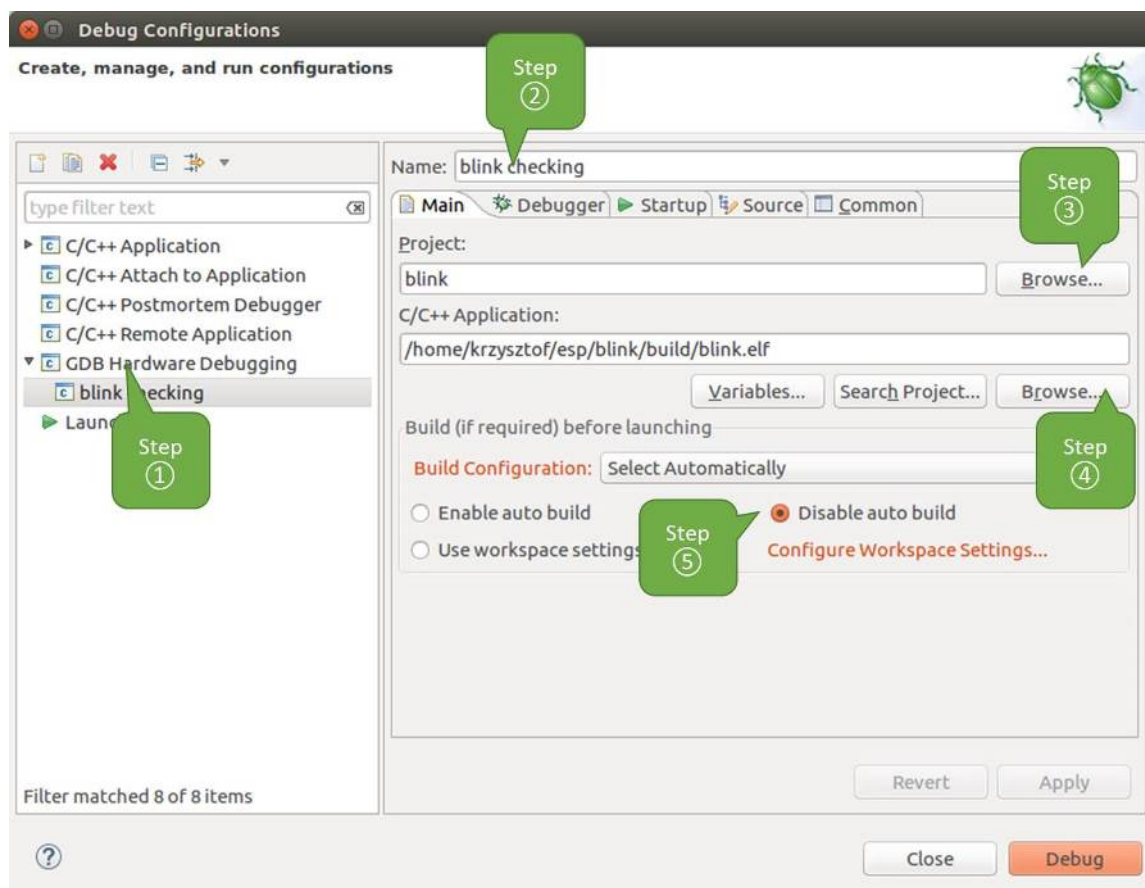 Debug Configurations
Create, manage, and run configurations
Step
②
type filter text
C/C++ Application
C/C++ Attach to Application
C/C++ Postmortem Debugger
C/C++ Remote Application
GDB Hardware Debugging
blink checking
Step
①
Filter matched 8 of 8 items
Name: blink checking
Step
③
Main Debugger Startup Source Common
Project:
blink Browse...
C/C++ Application:
/home/krzysztof/esp/blink/build/blink.elf
Variables... Search Project... Browse...
Step
④
Build (if required) before launching
Build Configuration: Select Automatically
Enable auto build Disable auto build
Step
⑤
Use workspace settings Configure Workspace Settings...
Revert Apply
Close Debug